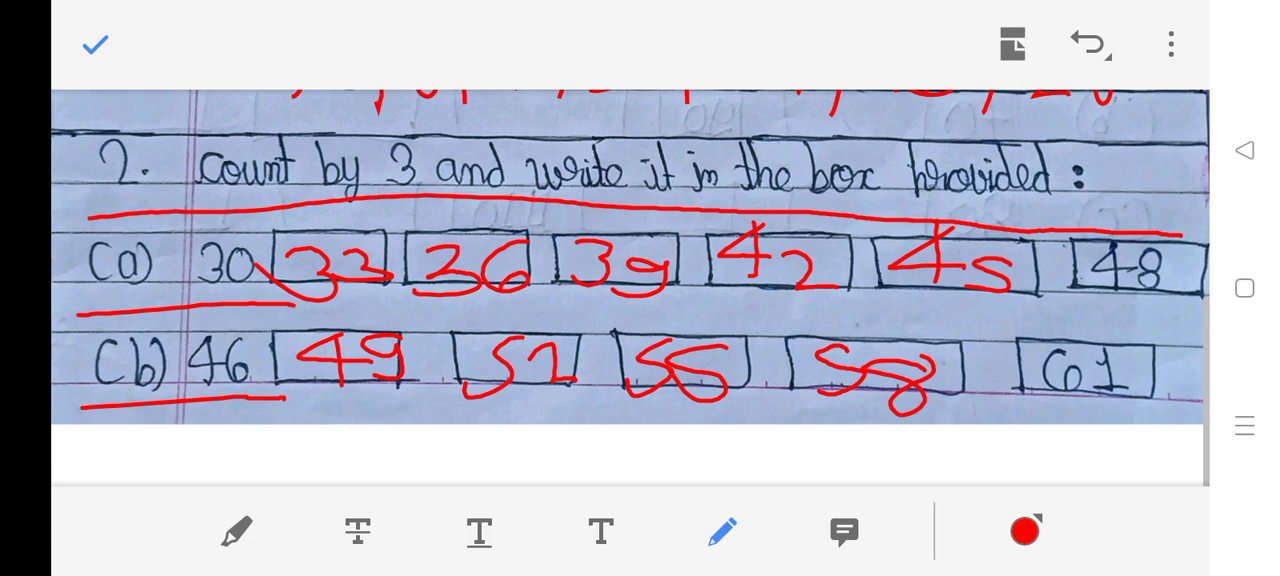 2. Count by 3 and write it in the box provided:
(a) 30 33 36 39 42 45 48
(b) 46 49 52 55 58 61